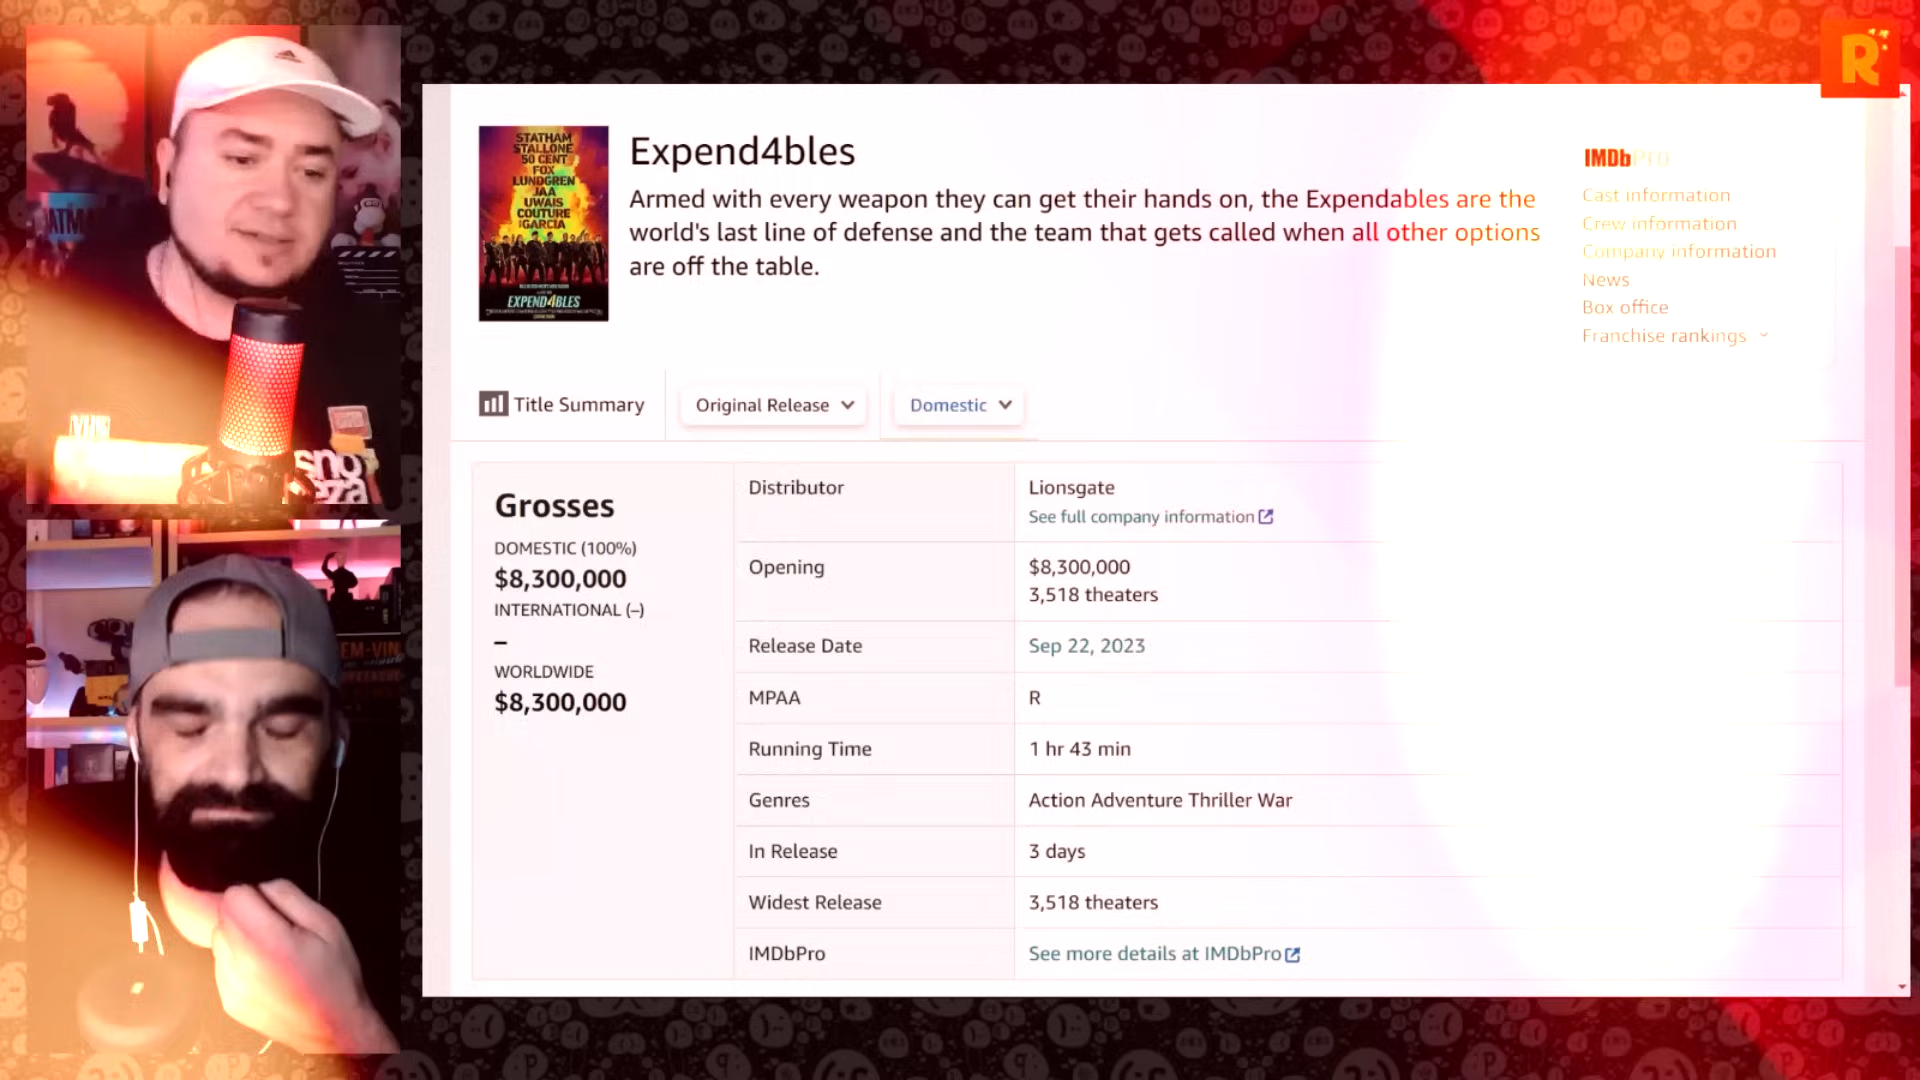 R
STATHAM
STALLONE
50 CENT
FOX
LUNDGREN
JAA
UWAIS
COUTURE
GARCIA
EXPEND4BLES
Expend4bles
Armed with every weapon they can get their hands on, the Expendables are the
world's last line of defense and the team that gets called when all other options
are off the table.
IMDbPro
Cast information
Crew information
Company information
News
Box office
Franchise rankings
Title Summary
Original Release
Domestic
Grosses
DOMESTIC (100%)
$8,300,000
INTERNATIONAL (–)
–
WORLDWIDE
$8,300,000
Distributor
Lionsgate
See full company information
Opening
$8,300,000
3,518 theaters
Release Date
Sep 22, 2023
MPAA
R
Running Time
1 hr 43 min
Genres
Action Adventure Thriller War
In Release
3 days
Widest Release
3,518 theaters
IMDbPro
See more details at IMDbPro
EM-VIN